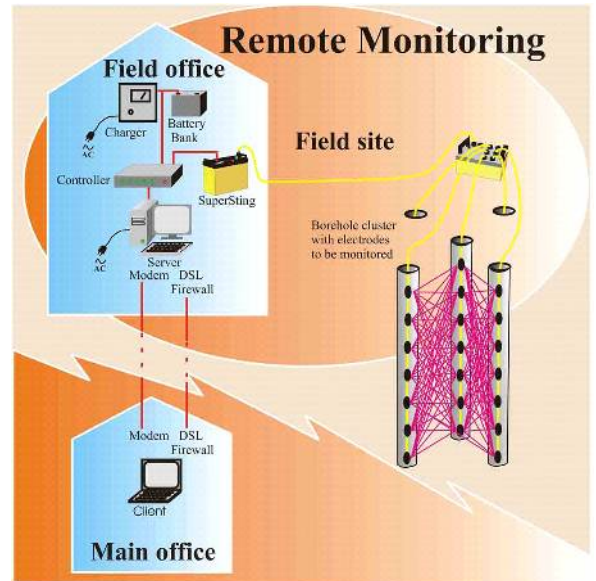 Remote Monitoring
Field office
Charger
Battery
Bank
AC
Field site
Controller
SuperSting
Borehole cluster
with electrodes
to be monitored
AC
Server
Modem DSL
Firewall
Modem DSL
Firewall
Client
Main office